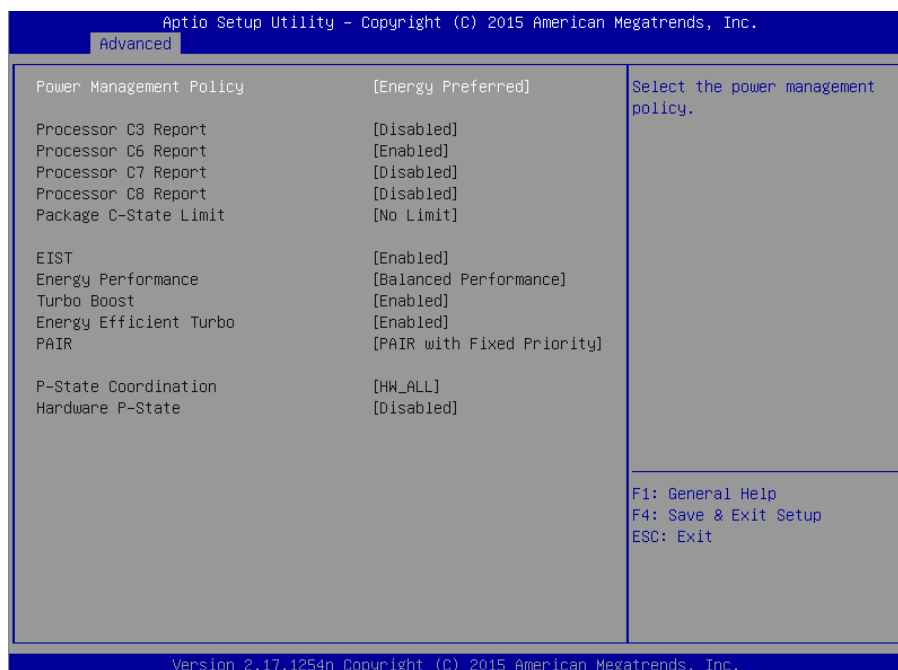 Aptio Setup Utility – Copyright (C) 2015 American Megatrends, Inc.
Advanced
Power Management Policy [Energy Preferred]
Processor C3 Report [Disabled]
Processor C6 Report [Enabled]
Processor C7 Report [Disabled]
Processor C8 Report [Disabled]
Package C-State Limit [No Limit]
EIST [Enabled]
Energy Performance [Balanced Performance]
Turbo Boost [Enabled]
Energy Efficient Turbo [Enabled]
PAIR [PAIR with Fixed Priority]
P-State Coordination [HW_ALL]
Hardware P-State [Disabled]
Select the power management
policy.
F1: General Help
F4: Save & Exit Setup
ESC: Exit
Version 2.17.1254n Copyright (C) 2015 American Megatrends, Inc.